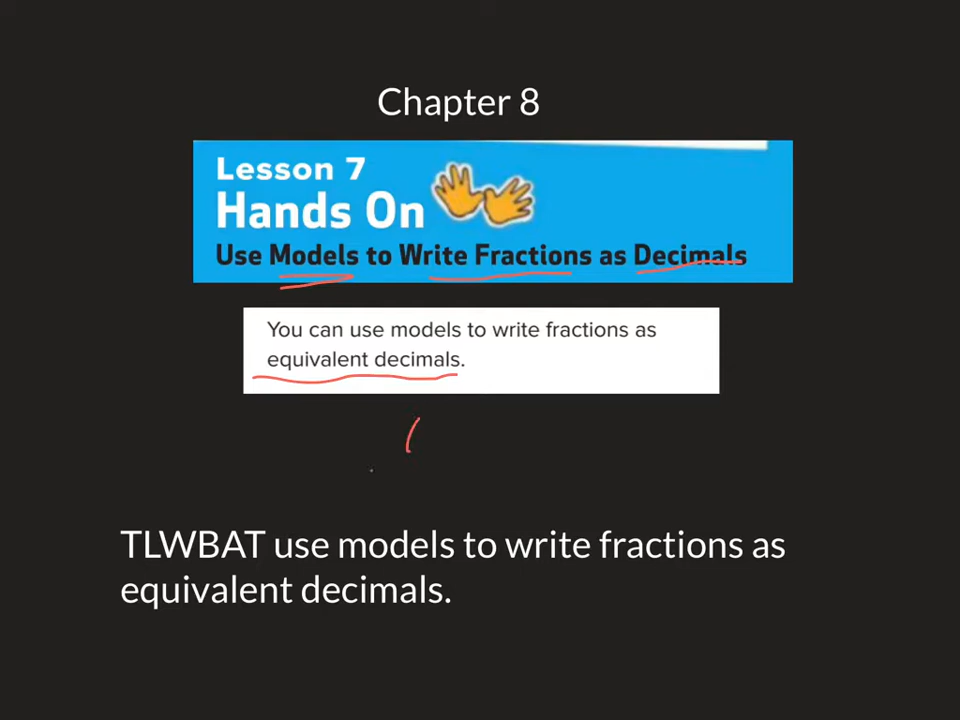 Chapter 8
Lesson 7
Hands On
Use Models to Write Fractions as Decimals
You can use models to write fractions as
equivalent decimals.
TLWBAT use models to write fractions as
equivalent decimals.